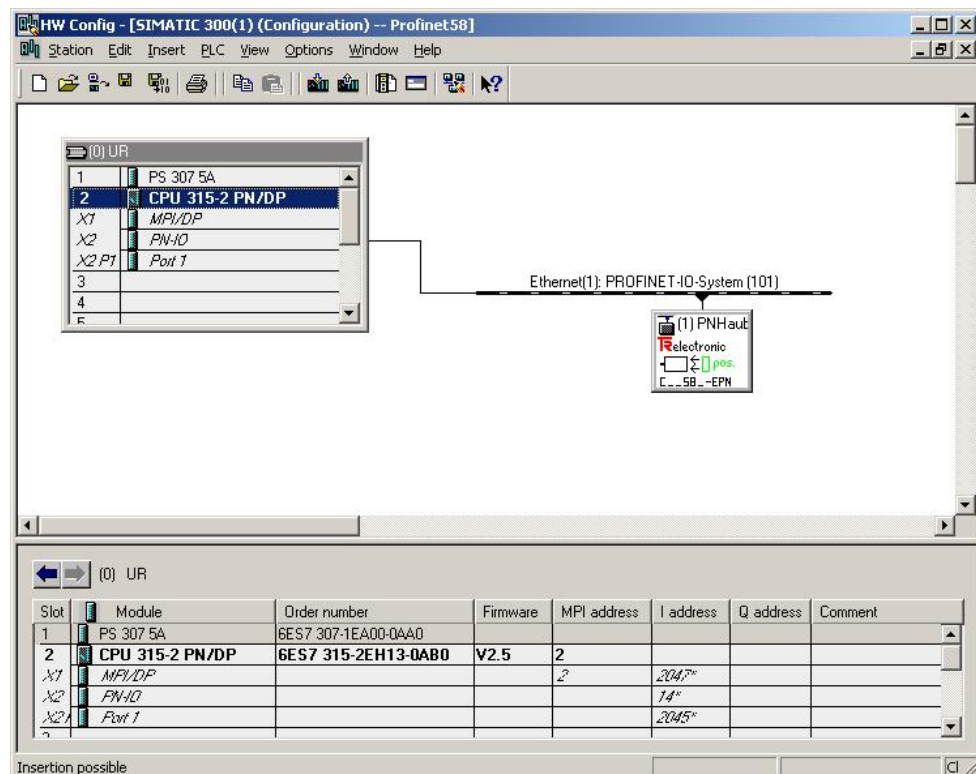 HW Config - [SIMATIC 300(1) (Configuration) -- Profinet58]
Station Edit Insert PLC View Options Window Help
(0) UR
1 PS 307 5A
2 CPU 315-2 PN/DP
X1 MPI/DP
X2 PN-IO
X2 P1 Port 1
3
4
5
Ethernet(1): PROFINET-IO-System (101)
(1) PNHaut
TR electronic
pos.
C__58_-EPN
(0) UR
Slot Module Order number Firmware MPI address I address Q address Comment
1 PS 307 5A 6ES7 307-1EA00-0AA0
2 CPU 315-2 PN/DP 6ES7 315-2EH13-0AB0 V2.5 2
X1 MPI/DP 2 2047*
X2 PN-IO 14*
X2 Port 1 2045*
Insertion possible